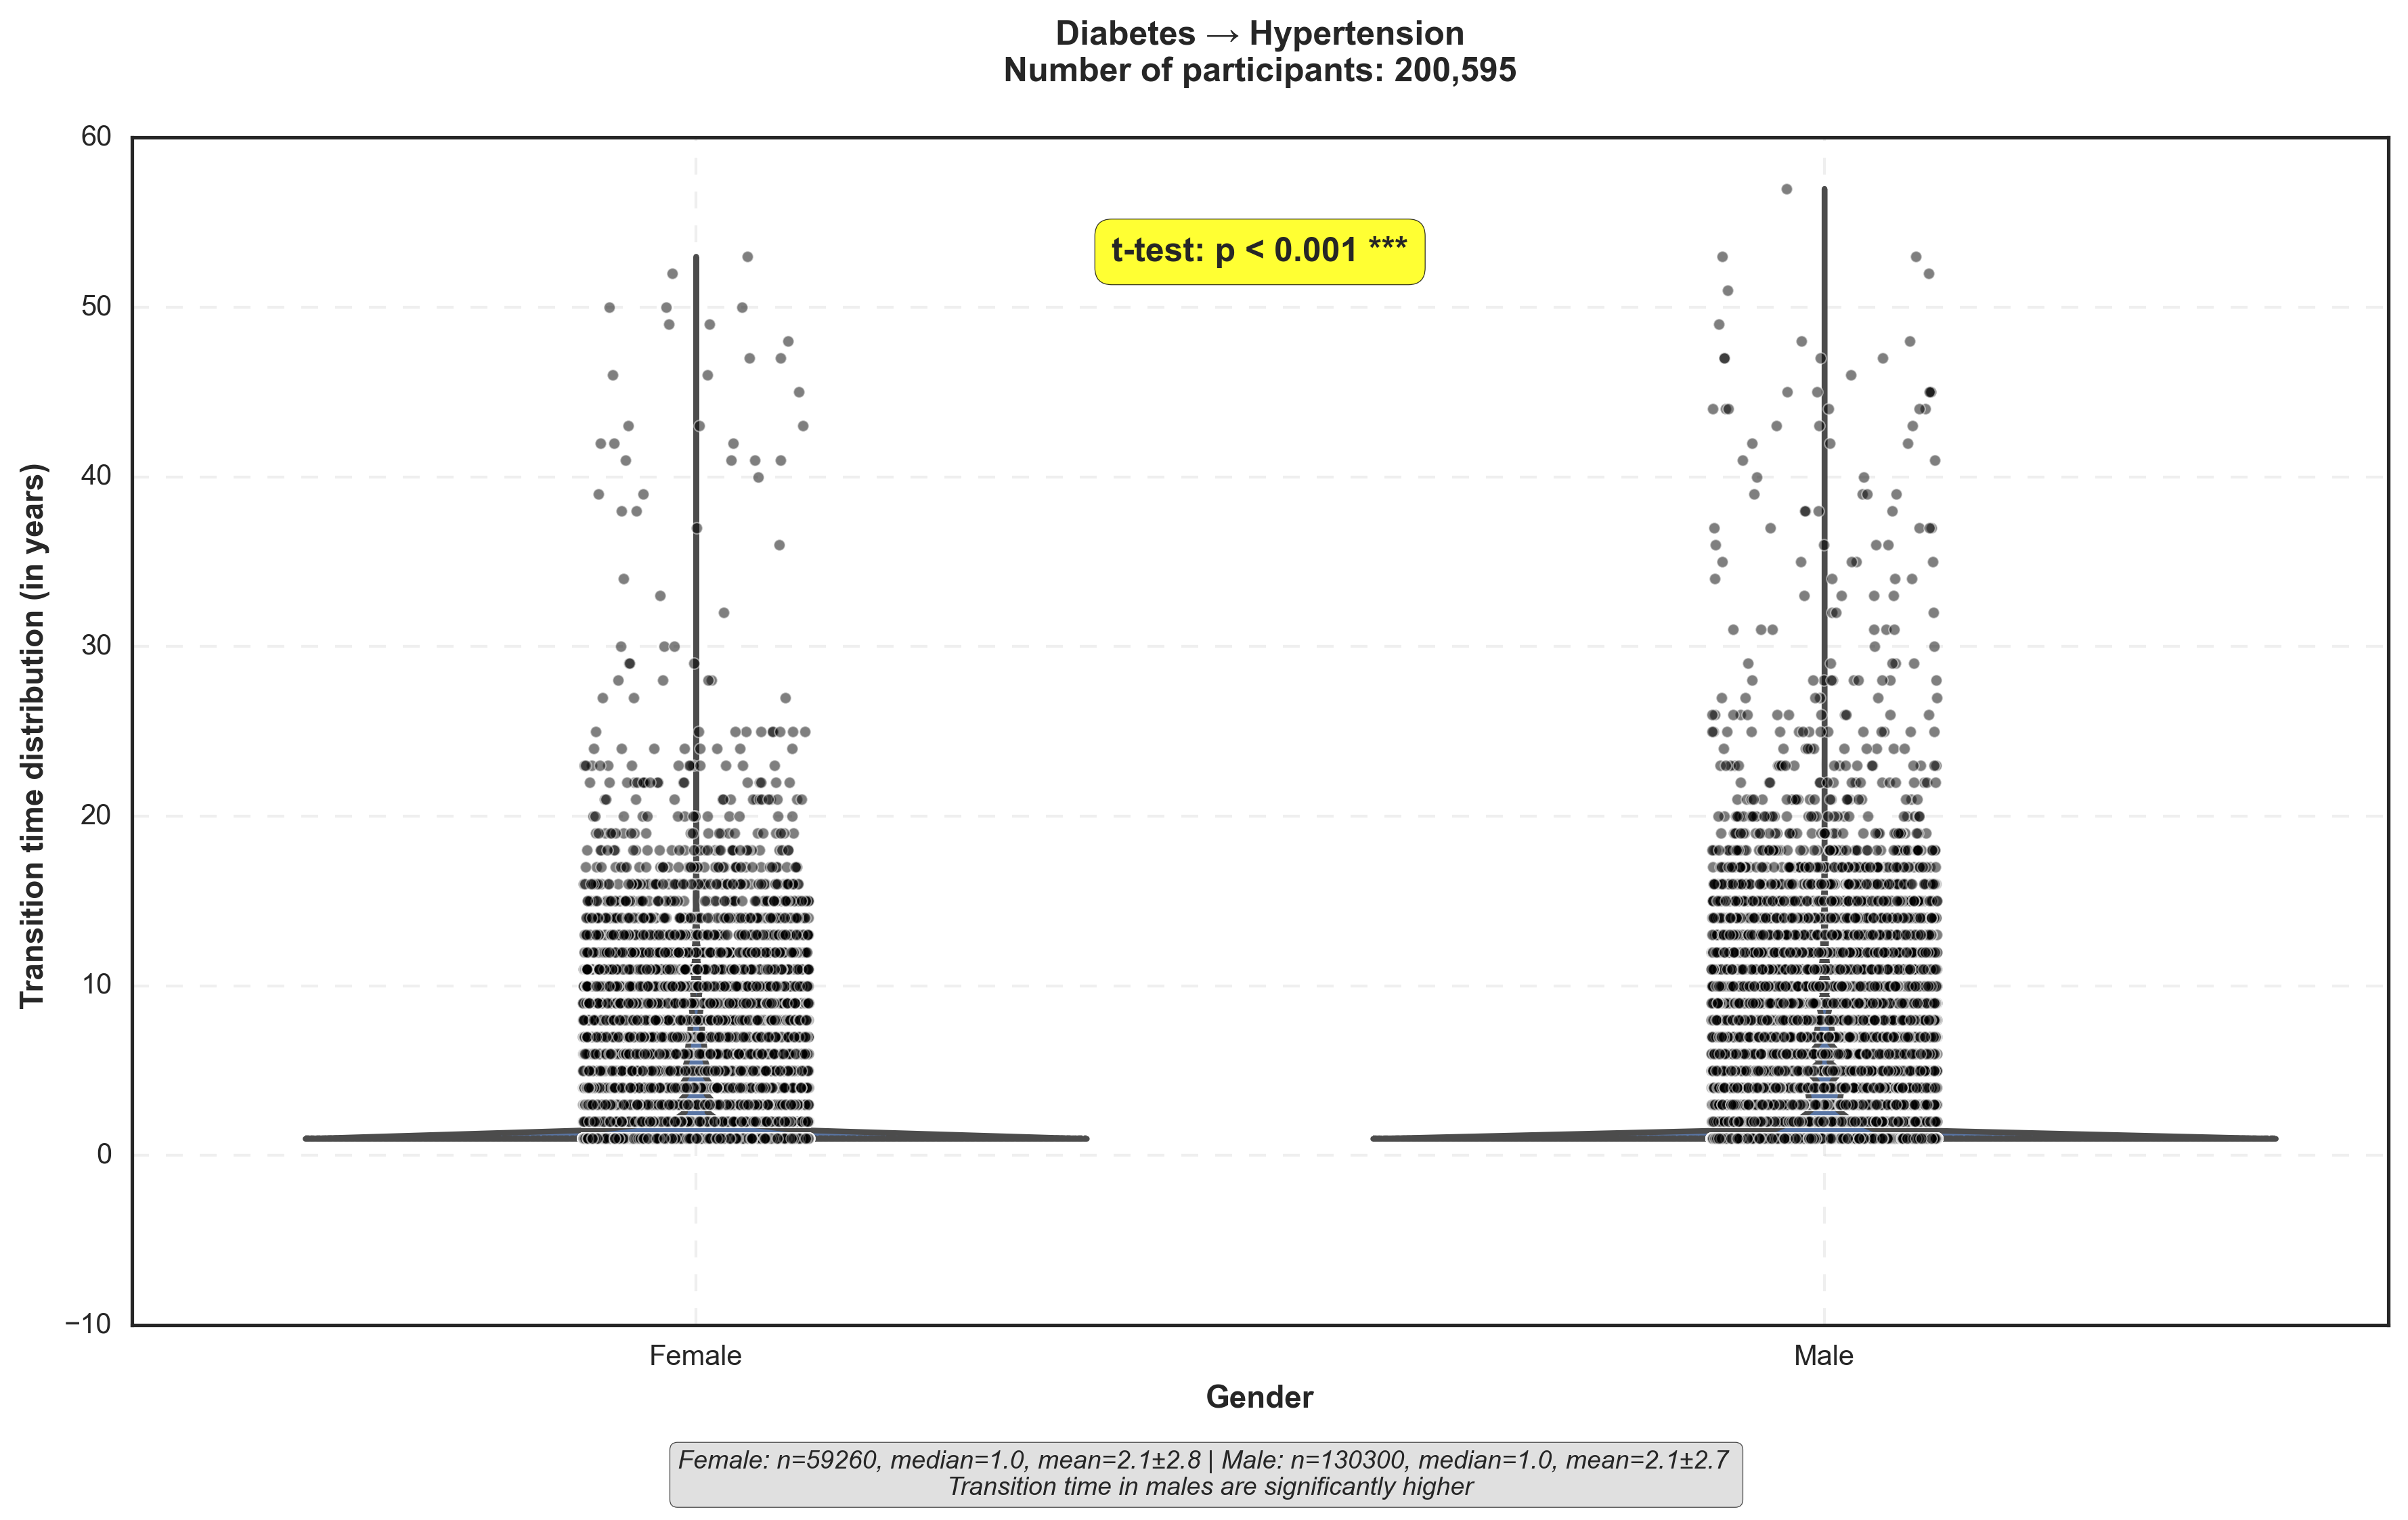 Diabetes → Hypertension
Number of participants: 200,595
60
50
40
30
20
10
0
−10
Transition time distribution (in years)
t-test: p < 0.001 ***
Female
Male
Gender
Female: n=59260, median=1.0, mean=2.1±2.8 | Male: n=130300, median=1.0, mean=2.1±2.7
Transition time in males are significantly higher